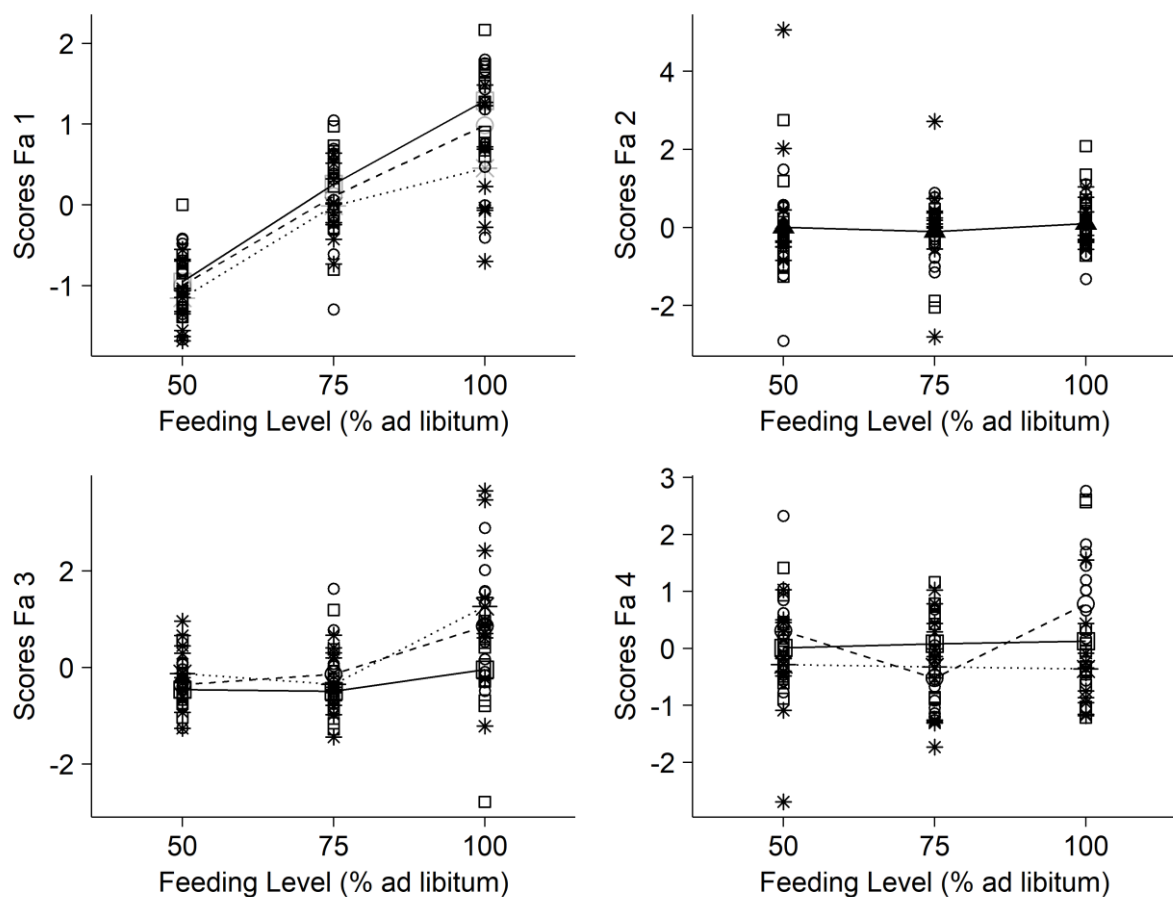 2
1
0
-1
Scores Fa 1
50 75 100
Feeding Level (% ad libitum)
4
2
0
-2
Scores Fa 2
50 75 100
Feeding Level (% ad libitum)
2
0
-2
Scores Fa 3
50 75 100
Feeding Level (% ad libitum)
3
2
1
0
-1
-2
Scores Fa 4
50 75 100
Feeding Level (% ad libitum)